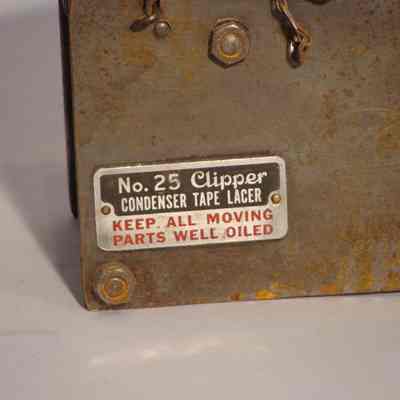 No. 25 Clipper
CONDENSER TAPE LACER
KEEP ALL MOVING
PARTS WELL OILED